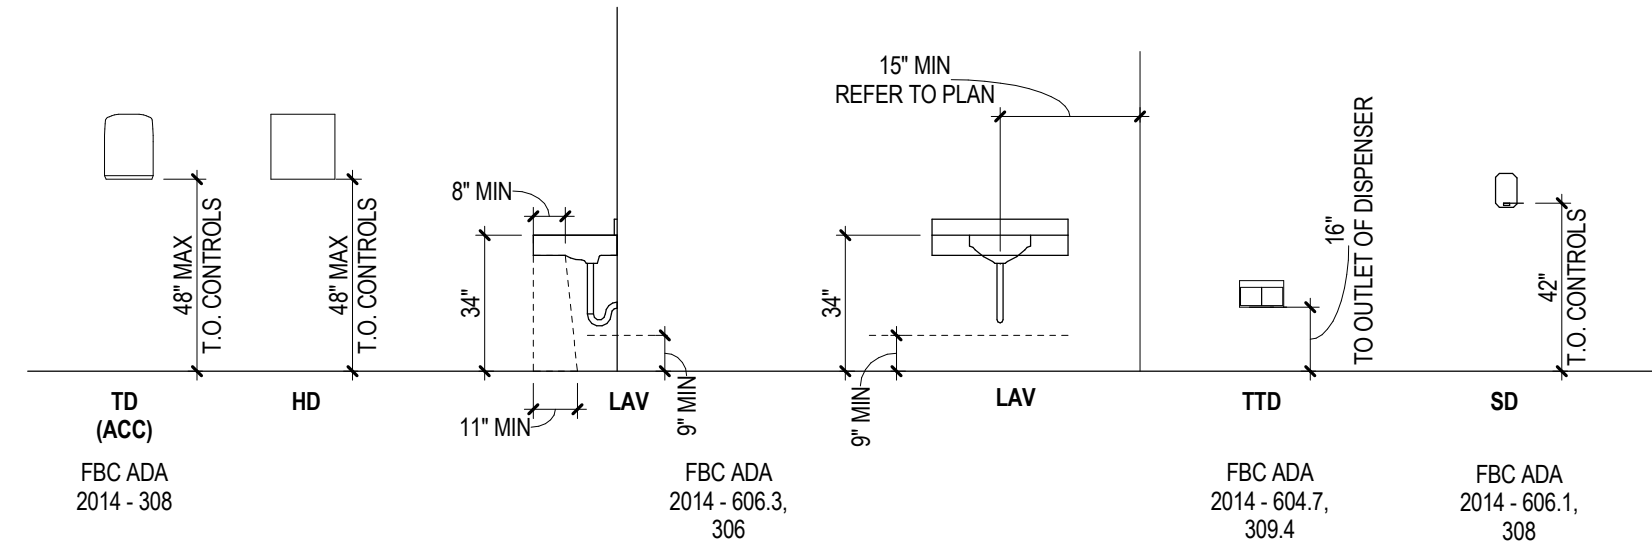 48" MAX
T.O. CONTROLS
TD
(ACC)
FBC ADA
2014 - 308
48" MAX
T.O. CONTROLS
HD
8" MIN
34"
11" MIN
LAV
9" MIN
FBC ADA
2014 - 606.3,
306
15" MIN
REFER TO PLAN
34"
9" MIN
LAV
16"
TO OUTLET OF DISPENSER
TTD
FBC ADA
2014 - 604.7,
309.4
42"
T.O. CONTROLS
SD
FBC ADA
2014 - 606.1,
308